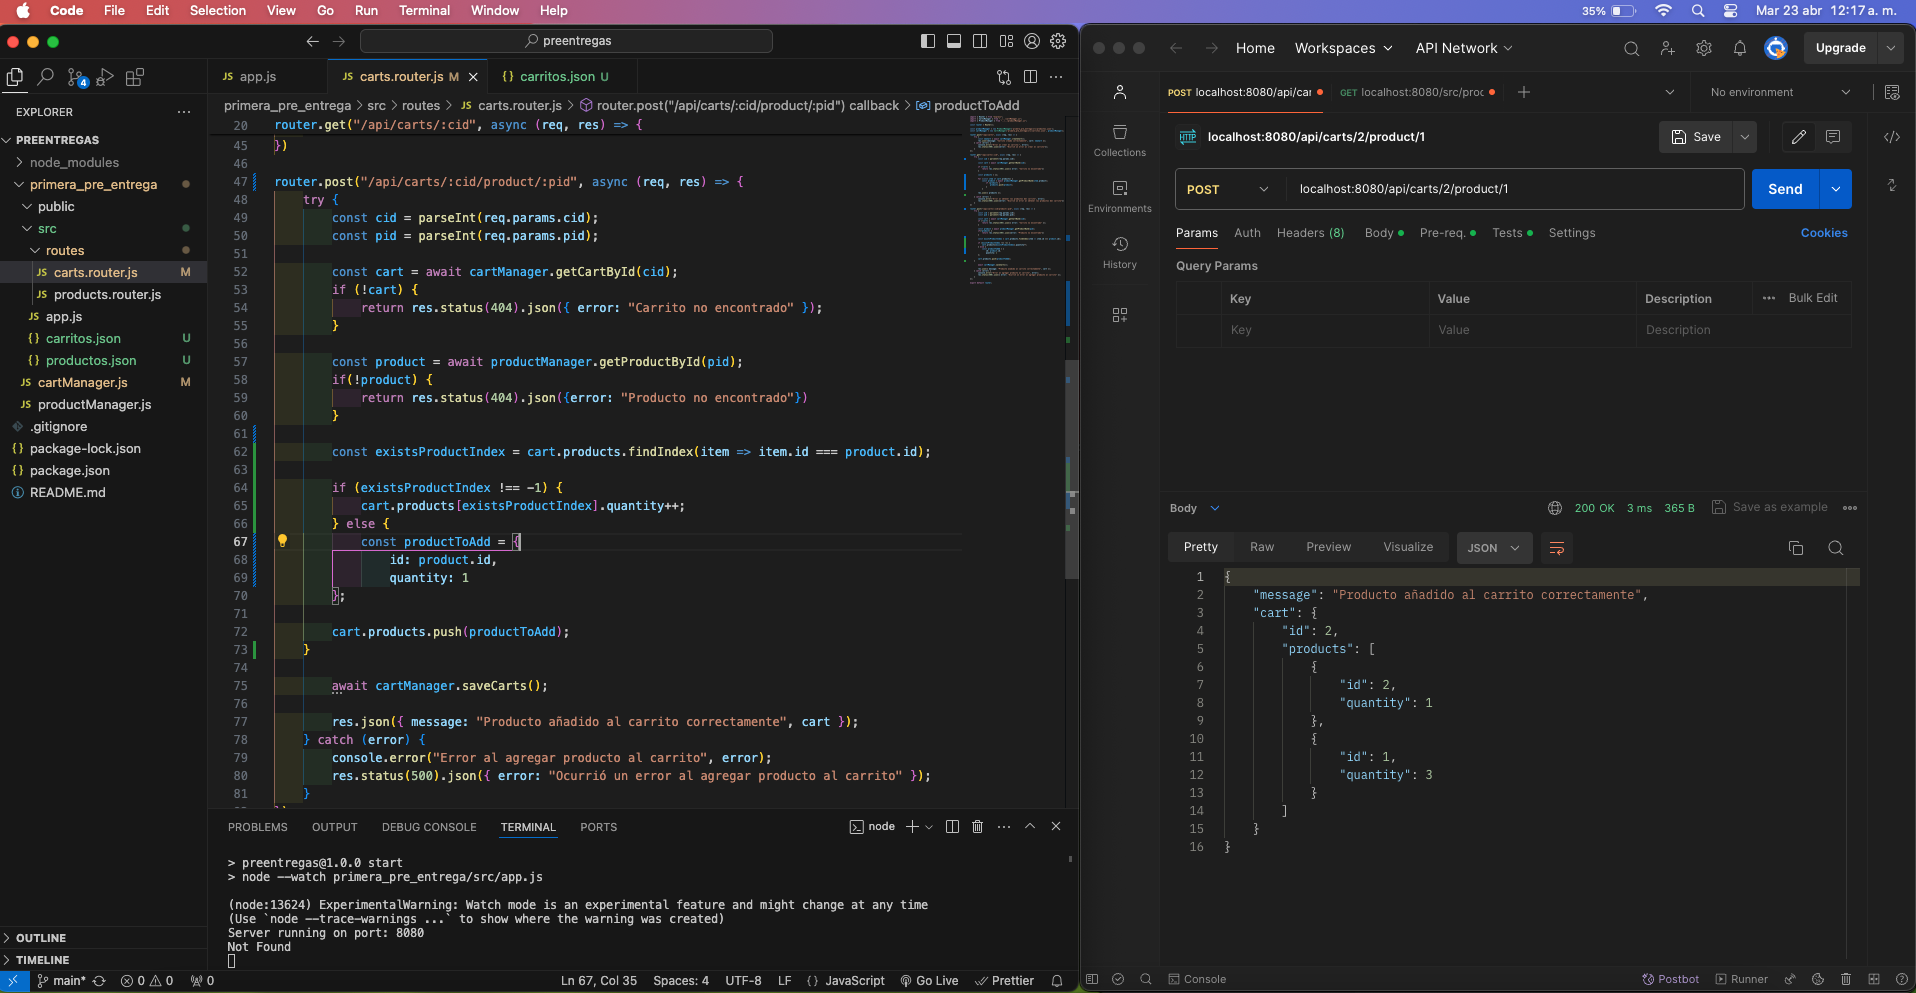 Code File Edit Selection View Go Run Terminal Window Help 35% Mar 23 abr 12:17 a. m.
preentregas
app.js
carts.router.js M
carritos.json U
primera_pre_entrega > src > routes > JS carts.router.js > router.post("/api/carts/:cid/product/:pid") callback > productToAdd
EXPLORER
PREENTREGAS
node_modules
primera_pre_entrega
public
src
routes
JS carts.router.js M
JS products.router.js
JS app.js
{} carritos.json U
{} productos.json U
JS cartManager.js M
JS productManager.js
.gitignore
{} package-lock.json
{} package.json
README.md
OUTLINE
TIMELINE
20 router.get("/api/carts/:cid", async (req, res) => {
45 })
46
47 router.post("/api/carts/:cid/product/:pid", async (req, res) => {
48 try {
49 const cid = parseInt(req.params.cid);
50 const pid = parseInt(req.params.pid);
51
52 const cart = await cartManager.getCartById(cid);
53 if (!cart) {
54 return res.status(404).json({ error: "Carrito no encontrado" });
55 }
56
57 const product = await productManager.getProductById(pid);
58 if(!product) {
59 return res.status(404).json({error: "Producto no encontrado"})
60 }
61
62 const existsProductIndex = cart.products.findIndex(item => item.id === product.id);
63
64 if (existsProductIndex !== -1) {
65 cart.products[existsProductIndex].quantity++;
66 } else {
67 const productToAdd = {
68 id: product.id,
69 quantity: 1
70 };
71
72 cart.products.push(productToAdd);
73 }
74
75 await cartManager.saveCarts();
76
77 res.json({ message: "Producto añadido al carrito correctamente", cart });
78 } catch (error) {
79 console.error("Error al agregar producto al carrito", error);
80 res.status(500).json({ error: "Ocurrió un error al agregar producto al carrito" });
81 }
PROBLEMS OUTPUT DEBUG CONSOLE TERMINAL PORTS node
> preentregas@1.0.0 start
> node --watch primera_pre_entrega/src/app.js
(node:13624) ExperimentalWarning: Watch mode is an experimental feature and might change at any time
(Use `node --trace-warnings ...` to show where the warning was created)
Server running on port: 8080
Not Found
main* 0 0 0 Ln 67, Col 35 Spaces: 4 UTF-8 LF {} JavaScript Go Live Prettier
Home Workspaces API Network Upgrade
POST localhost:8080/api/car GET localhost:8080/src/proc No environment
Collections
Environments
History
HTTP localhost:8080/api/carts/2/product/1 Save
POST localhost:8080/api/carts/2/product/1 Send
Params Auth Headers (8) Body Pre-req. Tests Settings Cookies
Query Params
Key Value Description Bulk Edit
Key Value Description
Body 200 OK 3 ms 365 B Save as example
Pretty Raw Preview Visualize JSON
1 {
2 "message": "Producto añadido al carrito correctamente",
3 "cart": {
4 "id": 2,
5 "products": [
6 {
7 "id": 2,
8 "quantity": 1
9 },
10 {
11 "id": 1,
12 "quantity": 3
13 }
14 ]
15 }
16 }
Console Postbot Runner